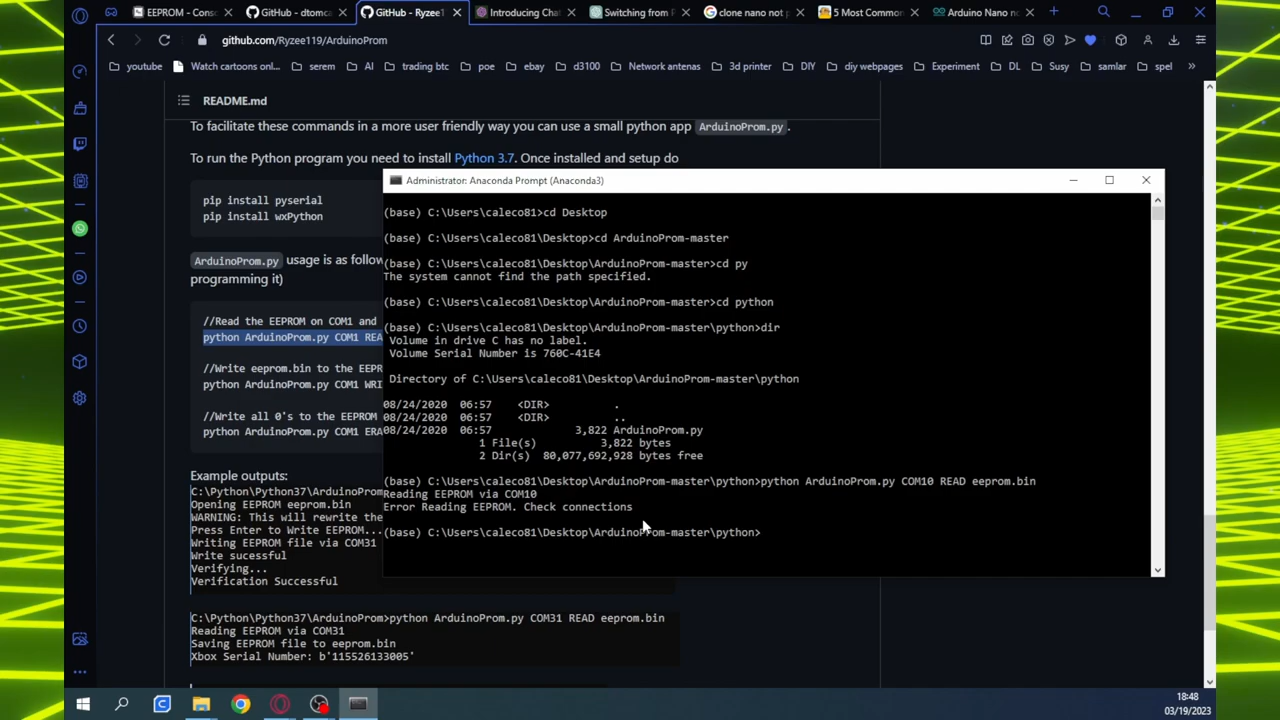 EEPROM - Conso
GitHub - dtomca
GitHub - Ryzee1
Introducing Chat
Switching from P
clone nano not p
5 Most Commo
Arduino Nano no
github.com/Ryzee119/ArduinoProm
youtube
Watch cartoons onl...
serem
AI
trading btc
poe
ebay
d3100
Network antenas
3d printer
DIY
diy webpages
Experiment
DL
Susy
samlar
spel
»
README.md
To facilitate these commands in a more user friendly way you can use a small python app ArduinoProm.py.
To run the Python program you need to install Python 3.7. Once installed and setup do
pip install pyserial
pip install wxPython
ArduinoProm.py usage is as follow
programming it)
//Read the EEPROM on COM1 and
python ArduinoProm.py COM1 REA
//Write eeprom.bin to the EEPR
python ArduinoProm.py COM1 WRI
//Write all 0's to the EEPROM
python ArduinoProm.py COM1 ERA
Example outputs:
C:\Python\Python37\ArduinoProm
Opening EEPROM eeprom.bin
WARNING: This will rewrite the
Press Enter to Write EEPROM...
Writing EEPROM file via COM31
Write sucessful
Verifying...
Verification Successful
C:\Python\Python37\ArduinoProm>python ArduinoProm.py COM31 READ eeprom.bin
Reading EEPROM via COM31
Saving EEPROM file to eeprom.bin
Xbox Serial Number: b'115526133005'
Administrator: Anaconda Prompt (Anaconda3)
(base) C:\Users\caleco81>cd Desktop
(base) C:\Users\caleco81\Desktop>cd ArduinoProm-master
(base) C:\Users\caleco81\Desktop\ArduinoProm-master>cd py
The system cannot find the path specified.
(base) C:\Users\caleco81\Desktop\ArduinoProm-master>cd python
(base) C:\Users\caleco81\Desktop\ArduinoProm-master\python>dir
Volume in drive C has no label.
Volume Serial Number is 760C-41E4
Directory of C:\Users\caleco81\Desktop\ArduinoProm-master\python
08/24/2020 06:57 <DIR> .
08/24/2020 06:57 <DIR> ..
08/24/2020 06:57 3,822 ArduinoProm.py
1 File(s) 3,822 bytes
2 Dir(s) 80,077,692,928 bytes free
(base) C:\Users\caleco81\Desktop\ArduinoProm-master\python>python ArduinoProm.py COM10 READ eeprom.bin
Reading EEPROM via COM10
Error Reading EEPROM. Check connections
(base) C:\Users\caleco81\Desktop\ArduinoProm-master\python>
18:48
03/19/2023